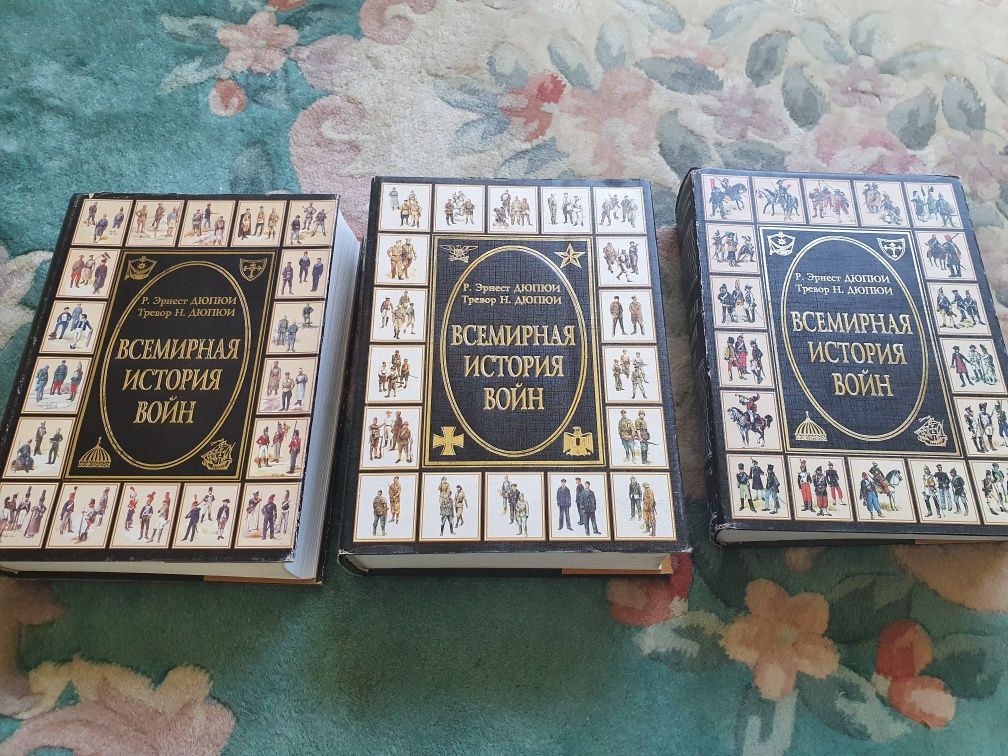 Р. Эрнест ДЮПЮИ
Тревор Н. ДЮПЮИ
ВСЕМИРНАЯ
ИСТОРИЯ
ВОЙН
Р. Эрнест ДЮПЮИ
Тревор Н. ДЮПЮИ
ВСЕМИРНАЯ
ИСТОРИЯ
ВОЙН
Р. Эрнест ДЮПЮИ
Тревор Н. ДЮПЮИ
ВСЕМИРНАЯ
ИСТОРИЯ
ВОЙН